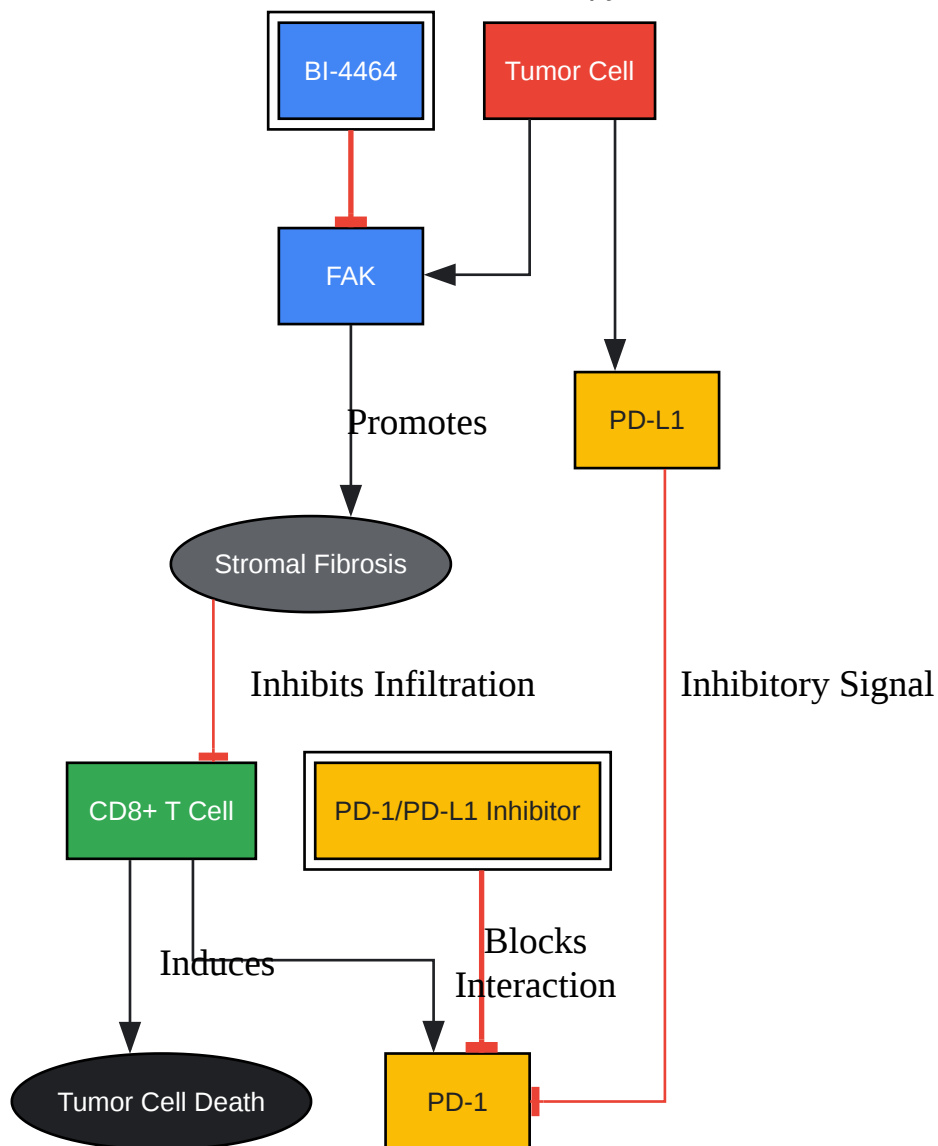 BI-4464
Tumor Cell
FAK
PD-L1
Promotes
Stromal Fibrosis
Inhibits Infiltration
Inhibitory Signal
CD8+ T Cell
PD-1/PD-L1 Inhibitor
Blocks
Interaction
Induces
Tumor Cell Death
PD-1